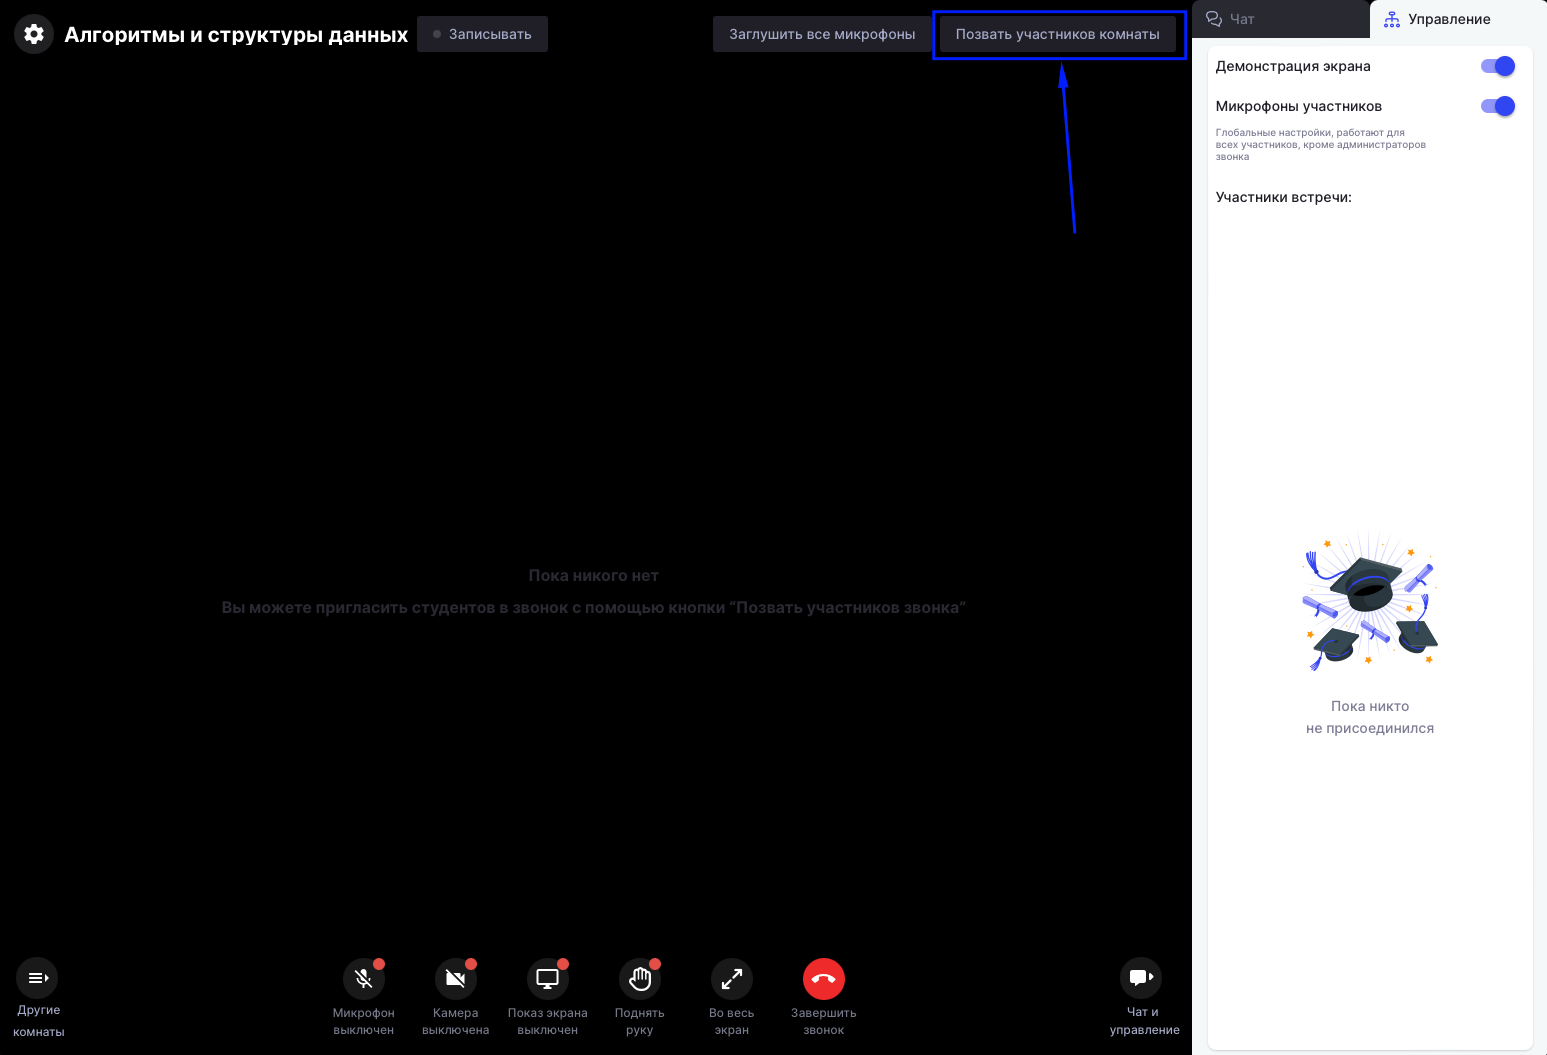 Алгоритмы и структуры данных
Записывать
Заглушить все микрофоны
Позвать участников комнаты
Чат
Управление
Демонстрация экрана
Микрофоны участников
Глобальные настройки, работают для
всех участников, кроме администраторов
звонка
Участники встречи:
Пока никого нет
Вы можете пригласить студентов в звонок с помощью кнопки “Позвать участников звонка”
Пока никто
не присоединился
Другие
комнаты
Микрофон
выключен
Камера
выключена
Показ экрана
выключен
Поднять
руку
Во весь
экран
Завершить
звонок
Чат и
управление